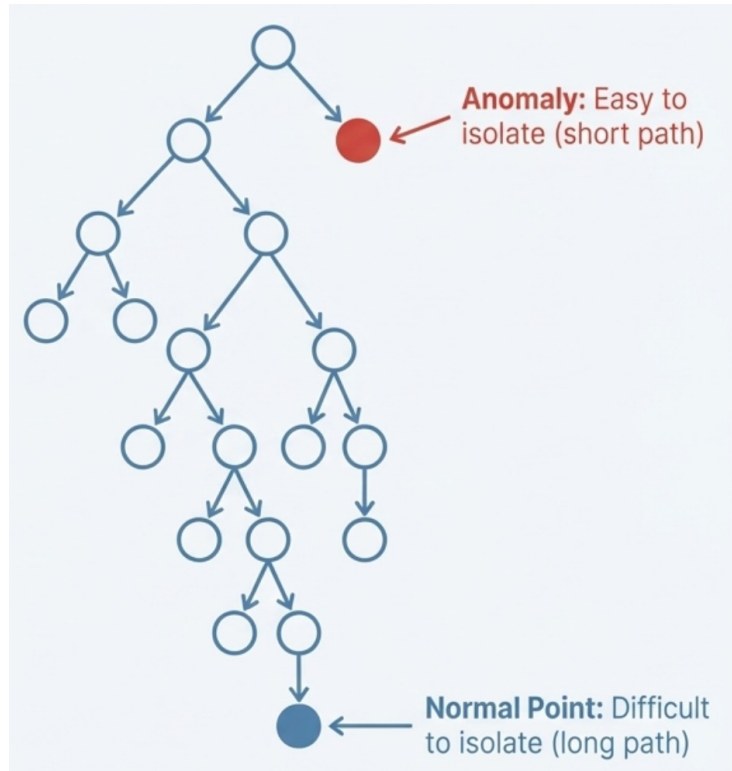 Anomaly: Easy to
isolate (short path)
Normal Point: Difficult
to isolate (long path)